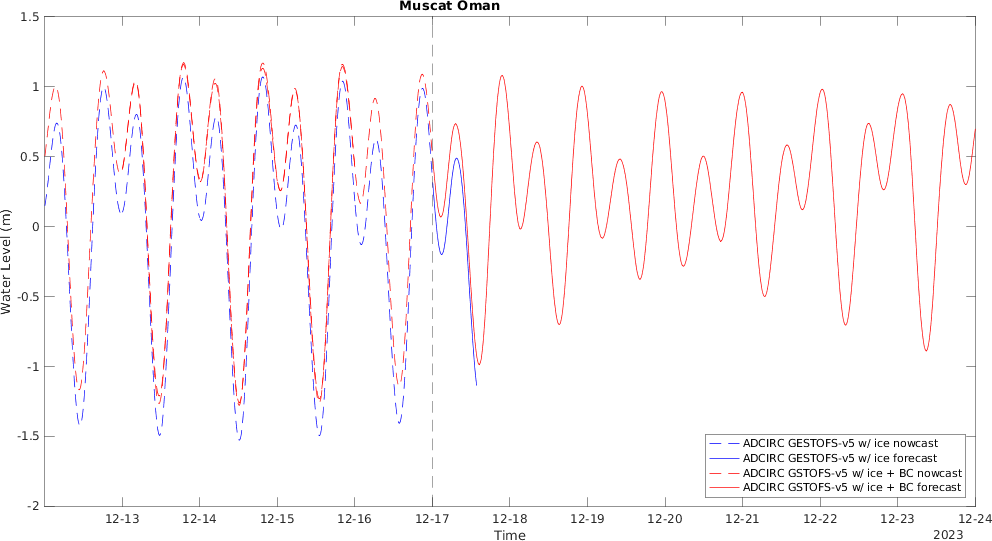 Muscat Oman
1.5
1
0.5
0
-0.5
-1
-1.5
-2
Water Level (m)
12-13 12-14 12-15 12-16 12-17 12-18 12-19 12-20 12-21 12-22 12-23 12-24
Time
2023
ADCIRC GESTOFS-v5 w/ ice nowcast
ADCIRC GESTOFS-v5 w/ ice forecast
ADCIRC GSTOFS-v5 w/ ice + BC nowcast
ADCIRC GSTOFS-v5 w/ ice + BC forecast